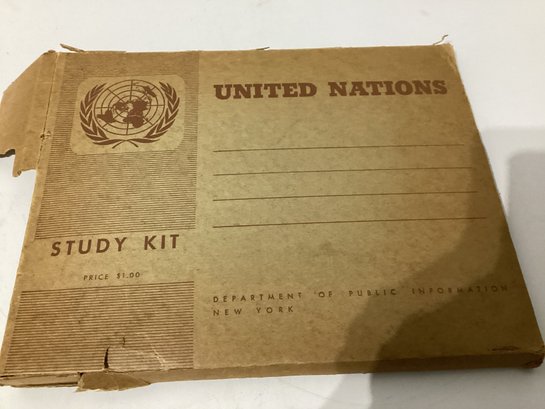 UNITED NATIONS
STUDY KIT
PRICE $1.00
DEPARTMENT OF PUBLIC INFORMATION
NEW YORK